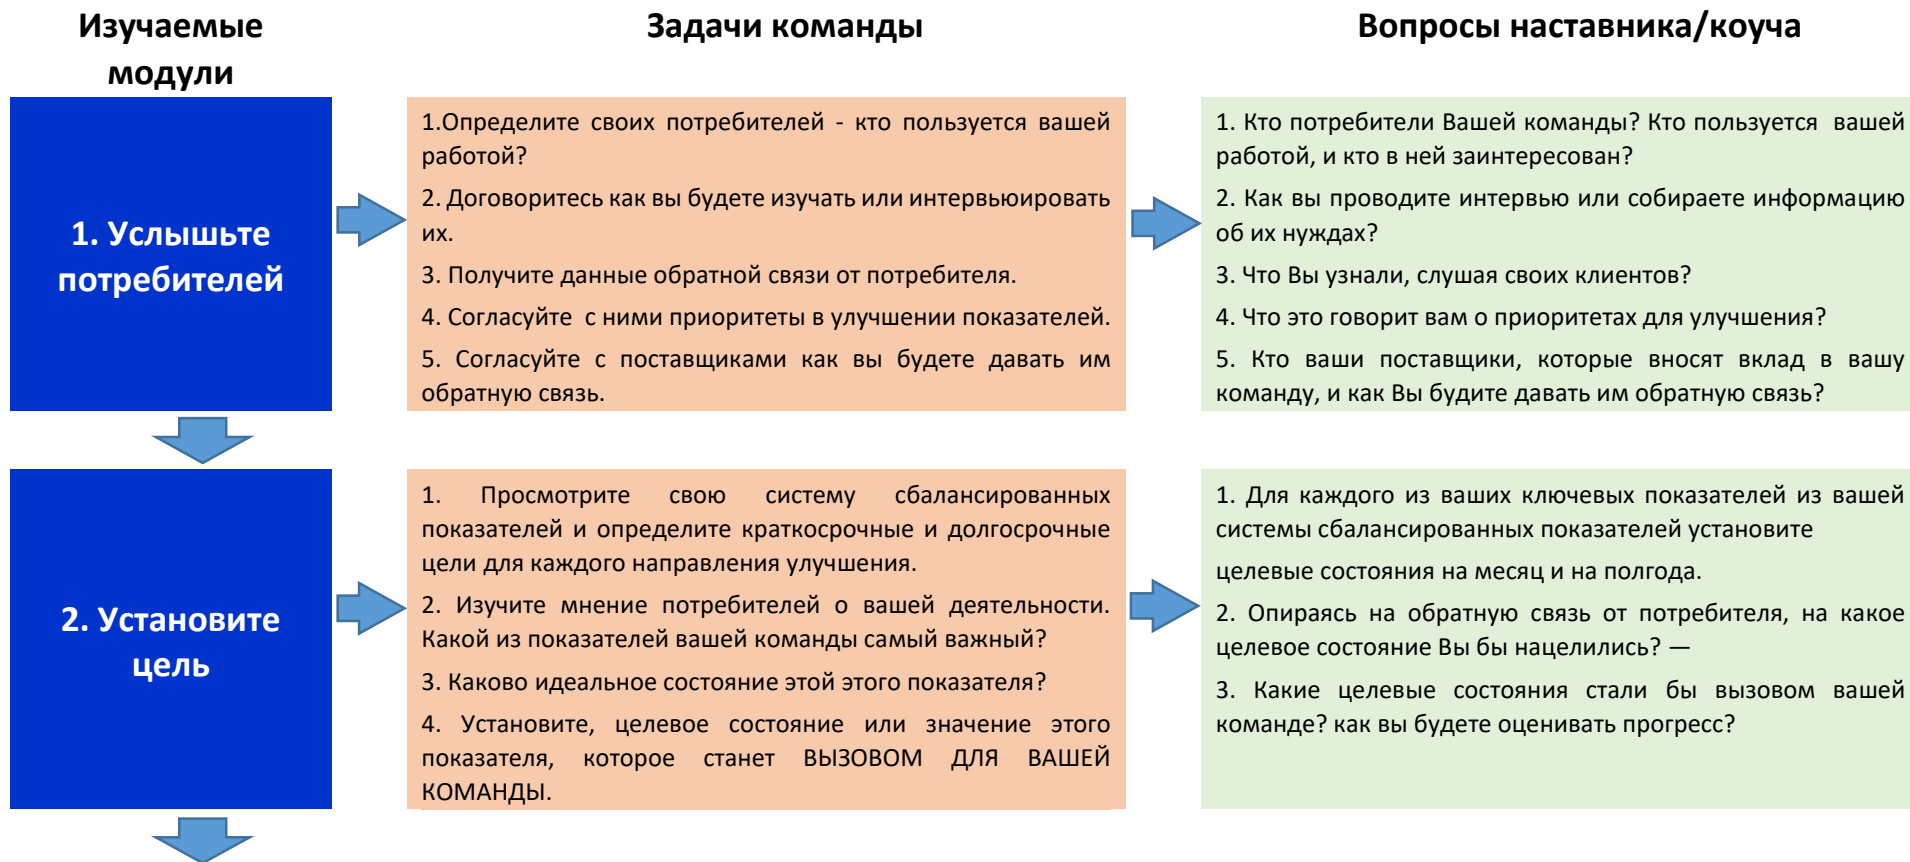 Изучаемые
модули
Задачи команды
Вопросы наставника/коуча
1. Услышьте
потребителей
1.Определите своих потребителей - кто пользуется вашей
работой?
2. Договоритесь как вы будете изучать или интервьюировать
их.
3. Получите данные обратной связи от потребителя.
4. Согласуйте с ними приоритеты в улучшении показателей.
5. Согласуйте с поставщиками как вы будете давать им
обратную связь.
1. Кто потребители Вашей команды? Кто пользуется вашей
работой, и кто в ней заинтересован?
2. Как вы проводите интервью или собираете информацию
об их нуждах?
3. Что Вы узнали, слушая своих клиентов?
4. Что это говорит вам о приоритетах для улучшения?
5. Кто ваши поставщики, которые вносят вклад в вашу
команду, и как Вы будите давать им обратную связь?
2. Установите
цель
1. Просмотрите свою систему сбалансированных
показателей и определите краткосрочные и долгосрочные
цели для каждого направления улучшения.
2. Изучите мнение потребителей о вашей деятельности.
Какой из показателей вашей команды самый важный?
3. Каково идеальное состояние этой этого показателя?
4. Установите, целевое состояние или значение этого
показателя, которое станет ВЫЗОВОМ ДЛЯ ВАШЕЙ
КОМАНДЫ.
1. Для каждого из ваших ключевых показателей из вашей
системы сбалансированных показателей установите
целевые состояния на месяц и на полгода.
2. Опираясь на обратную связь от потребителя, на какое
целевое состояние Вы бы нацелились? —
3. Какие целевые состояния стали бы вызовом вашей
команде? как вы будете оценивать прогресс?